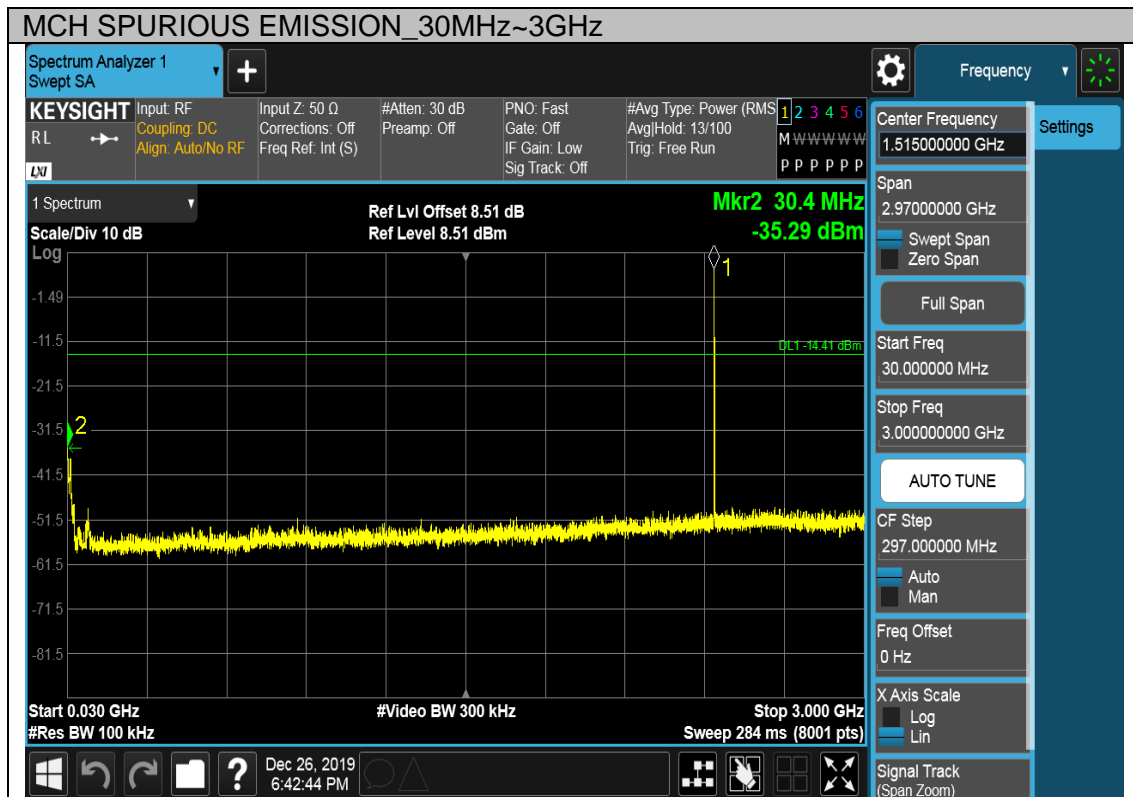 MCH SPURIOUS EMISSION_30MHz~3GHz
Spectrum Analyzer 1
Swept SA
Frequency
KEYSIGHT
RL
LXI
Input: RF
Coupling: DC
Align: Auto/No RF
Input Z: 50 Ω
Corrections: Off
Freq Ref: Int (S)
#Atten: 30 dB
Preamp: Off
PNO: Fast
Gate: Off
IF Gain: Low
Sig Track: Off
#Avg Type: Power (RMS
Avg|Hold: 13/100
Trig: Free Run
1 2 3 4 5 6
M W W W W W
P P P P P P
1 Spectrum
Scale/Div 10 dB
Log
Ref Lvl Offset 8.51 dB
Ref Level 8.51 dBm
Mkr2 30.4 MHz
-35.29 dBm
1
-1.49
-11.5
DL1 -14.41 dBm
-21.5
-31.5
2
-41.5
-51.5
-61.5
-71.5
-81.5
Start 0.030 GHz
#Res BW 100 kHz
#Video BW 300 kHz
Stop 3.000 GHz
Sweep 284 ms (8001 pts)
?
Dec 26, 2019
6:42:44 PM
Center Frequency
1.515000000 GHz
Settings
Span
2.97000000 GHz
Swept Span
Zero Span
Full Span
Start Freq
30.000000 MHz
Stop Freq
3.000000000 GHz
AUTO TUNE
CF Step
297.000000 MHz
Auto
Man
Freq Offset
0 Hz
X Axis Scale
Log
Lin
Signal Track
(Span Zoom)